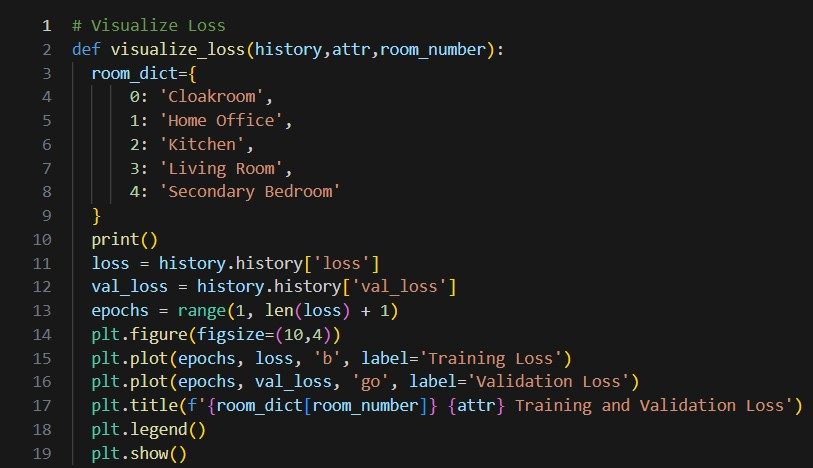 1 # Visualize Loss
2 def visualize_loss(history,attr,room_number):
3   room_dict={
4       0: 'Cloakroom',
5       1: 'Home Office',
6       2: 'Kitchen',
7       3: 'Living Room',
8       4: 'Secondary Bedroom'
9   }
10   print()
11   loss = history.history['loss']
12   val_loss = history.history['val_loss']
13   epochs = range(1, len(loss) + 1)
14   plt.figure(figsize=(10,4))
15   plt.plot(epochs, loss, 'b', label='Training Loss')
16   plt.plot(epochs, val_loss, 'go', label='Validation Loss')
17   plt.title(f'{room_dict[room_number]} {attr} Training and Validation Loss')
18   plt.legend()
19   plt.show()